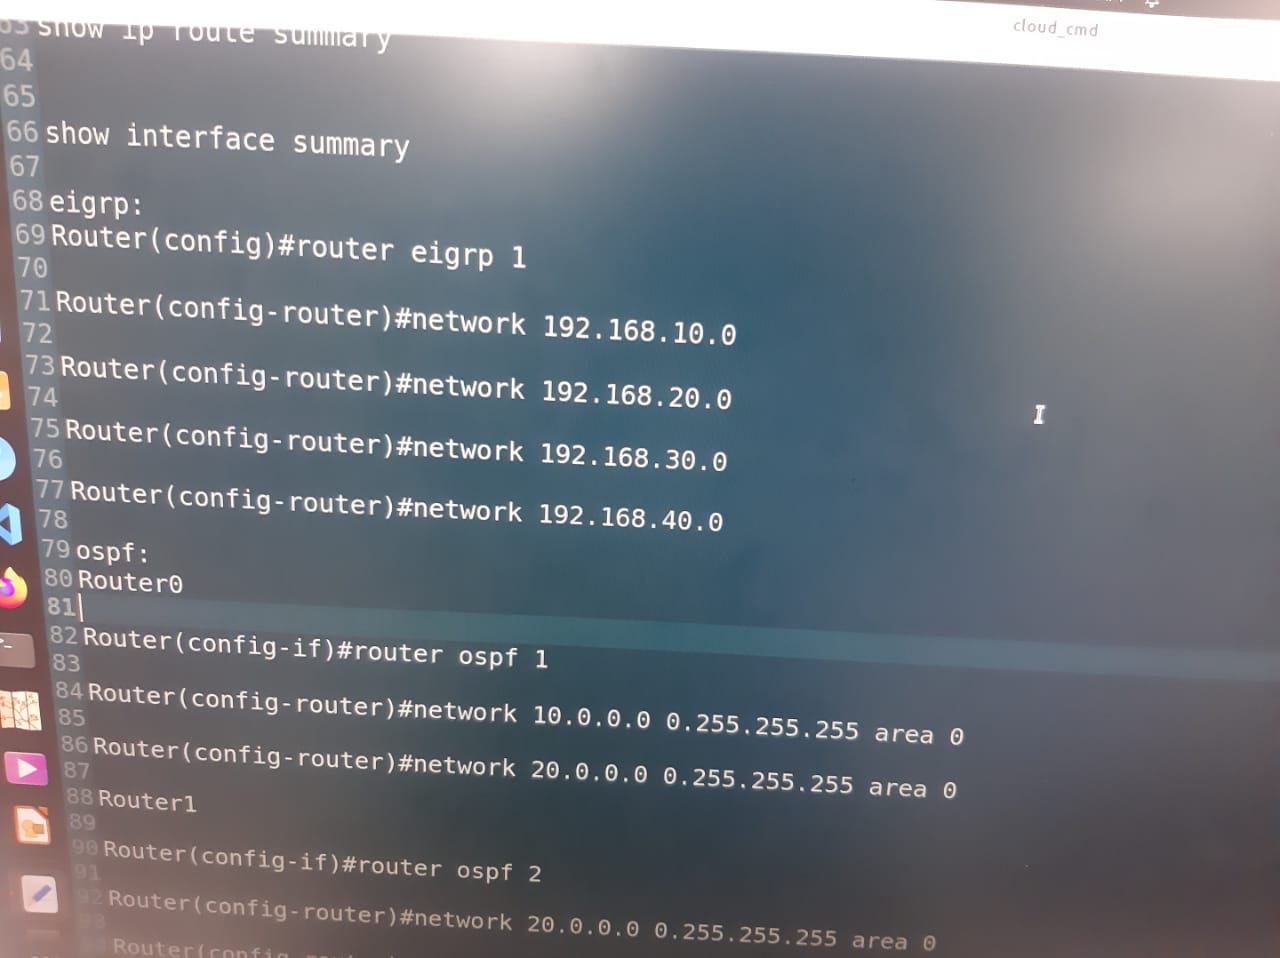 cloud_cmd
63 show ip route summary
64
65
66 show interface summary
67
68 eigrp:
69 Router(config)#router eigrp 1
70
71 Router(config-router)#network 192.168.10.0
72
73 Router(config-router)#network 192.168.20.0
74
75 Router(config-router)#network 192.168.30.0
76
77 Router(config-router)#network 192.168.40.0
78
79 ospf:
80 Router0
81
82 Router(config-if)#router ospf 1
83
84 Router(config-router)#network 10.0.0.0 0.255.255.255 area 0
85
86 Router(config-router)#network 20.0.0.0 0.255.255.255 area 0
87
88 Router1
89
90 Router(config-if)#router ospf 2
91
92 Router(config-router)#network 20.0.0.0 0.255.255.255 area 0
93